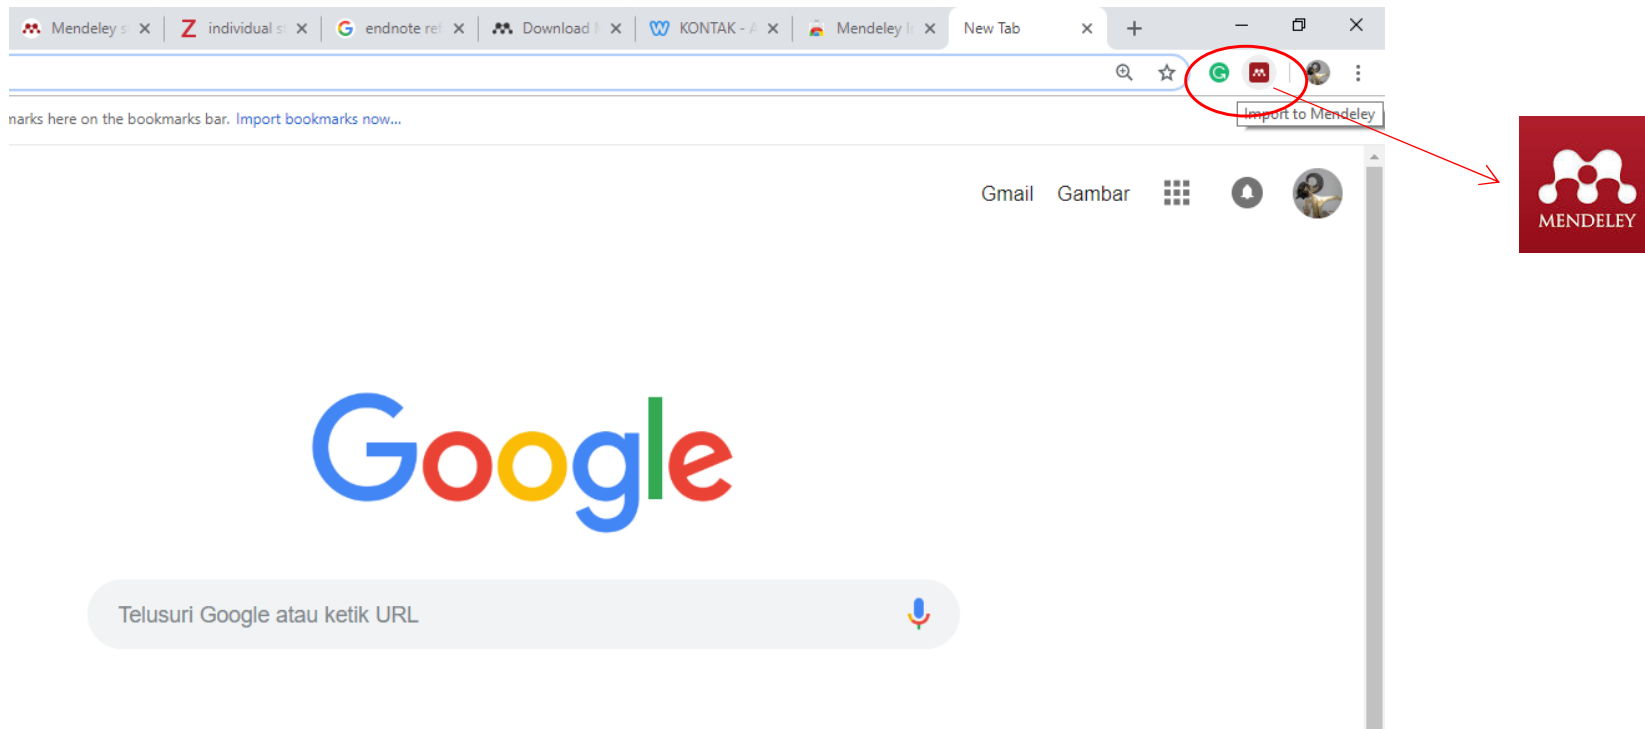 Mendeley s
individual s
endnote ref
Download
KONTAK - A
Mendeley I
New Tab
Import to Mendeley
narks here on the bookmarks bar. Import bookmarks now...
Gmail Gambar
MENDELEY
Google
Telusuri Google atau ketik URL